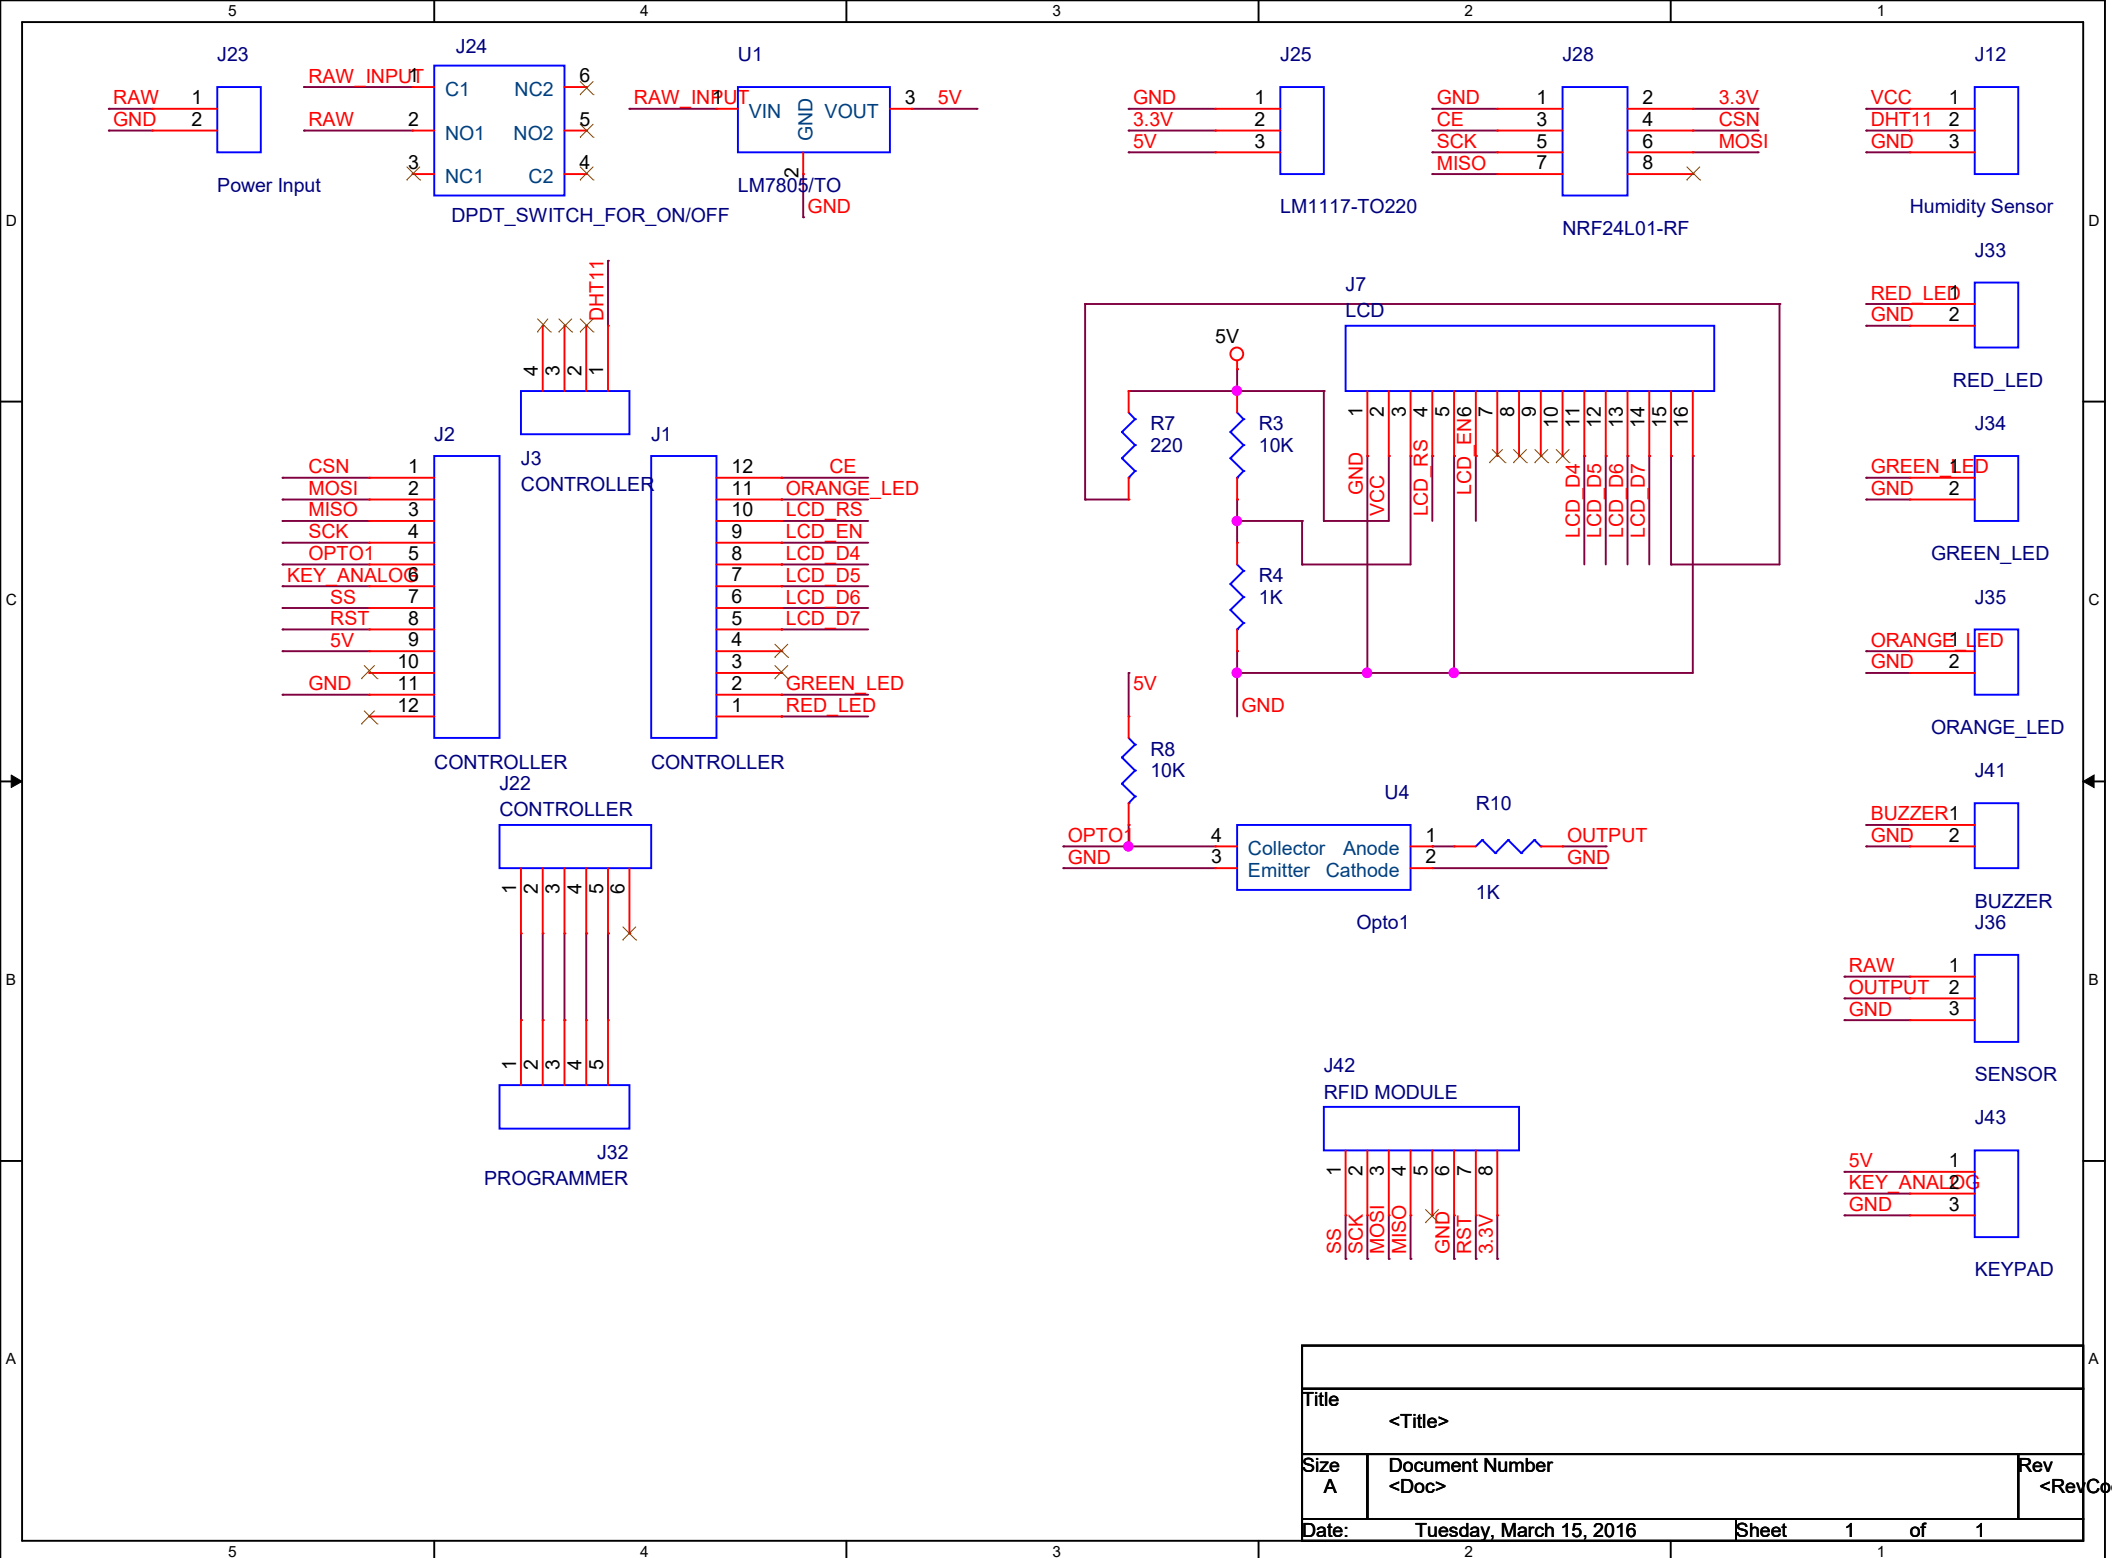 5 4 3 2 1
J23
RAW 1
GND 2
Power Input
J24
RAW_INPUT 1 C1 NC2 6
RAW 2 NO1 NO2 5
3 NC1 C2 4
DPDT_SWITCH_FOR_ON/OFF
U1
RAW_INPUT 1 VIN GND VOUT 3 5V
2
LM7805/TO
GND
J25
GND 1
3.3V 2
5V 3
LM1117-TO220
J28
GND 1 2 3.3V
CE 3 4 CSN
SCK 5 6 MOSI
MISO 7 8
NRF24L01-RF
J12
VCC 1
DHT11 2
GND 3
Humidity Sensor
D D
J33
RED_LED 1
GND 2
RED_LED
DHT11
4 3 2 1
J3
CONTROLLER
J7
LCD
5V
R7
220
R3
10K
1 2 3 4 5 6 7 8 9 10 11 12 13 14 15 16
GND VCC LCD_RS LCD_EN LCD_D4 LCD_D5 LCD_D6 LCD_D7
R4
1K
GND
J34
GREEN_LED 1
GND 2
GREEN_LED
J2
CSN 1
MOSI 2
MISO 3
SCK 4
OPTO1 5
KEY_ANALOG 6
SS 7
RST 8
5V 9
10
GND 11
12
CONTROLLER
J1
12 CE
11 ORANGE_LED
10 LCD_RS
9 LCD_EN
8 LCD_D4
7 LCD_D5
6 LCD_D6
5 LCD_D7
4
3
2 GREEN_LED
1 RED_LED
CONTROLLER
C C
J35
ORANGE_LED 1
GND 2
ORANGE_LED
J22
CONTROLLER
1 2 3 4 5 6
1 2 3 4 5
J32
PROGRAMMER
5V
R8
10K
U4
R10
OPTO1 4 Collector Anode 1 OUTPUT
GND 3 Emitter Cathode 2 GND
1K
Opto1
J41
BUZZER 1
GND 2
BUZZER
J36
RAW 1
OUTPUT 2
GND 3
SENSOR
B B
J42
RFID MODULE
1 2 3 4 5 6 7 8
SS SCK MOSI MISO GND RST 3.3V
J43
5V 1
KEY_ANALOG 2
GND 3
KEYPAD
A A
Title
<Title>
Size Document Number Rev
A <Doc> <RevCo
Date: Tuesday, March 15, 2016 Sheet 1 of 1
5 4 3 2 1